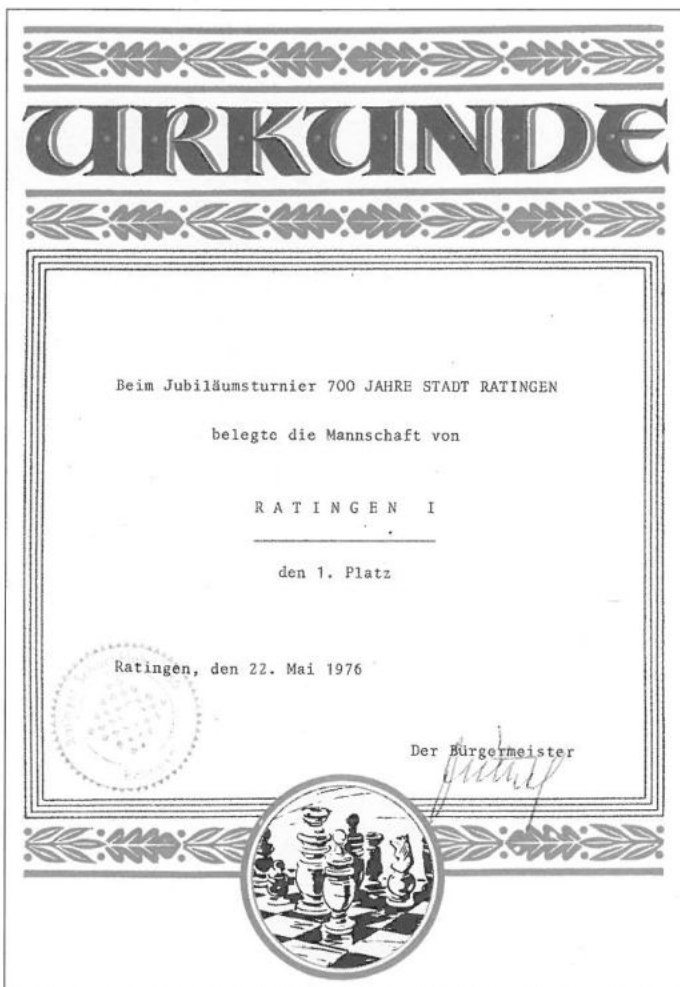 URKUNDE
Beim Jubiläumsturnier 700 JAHRE STADT RATINGEN
belegte die Mannschaft von
RATINGEN I
den 1. Platz
Ratingen, den 22. Mai 1976
Der Bürgermeister